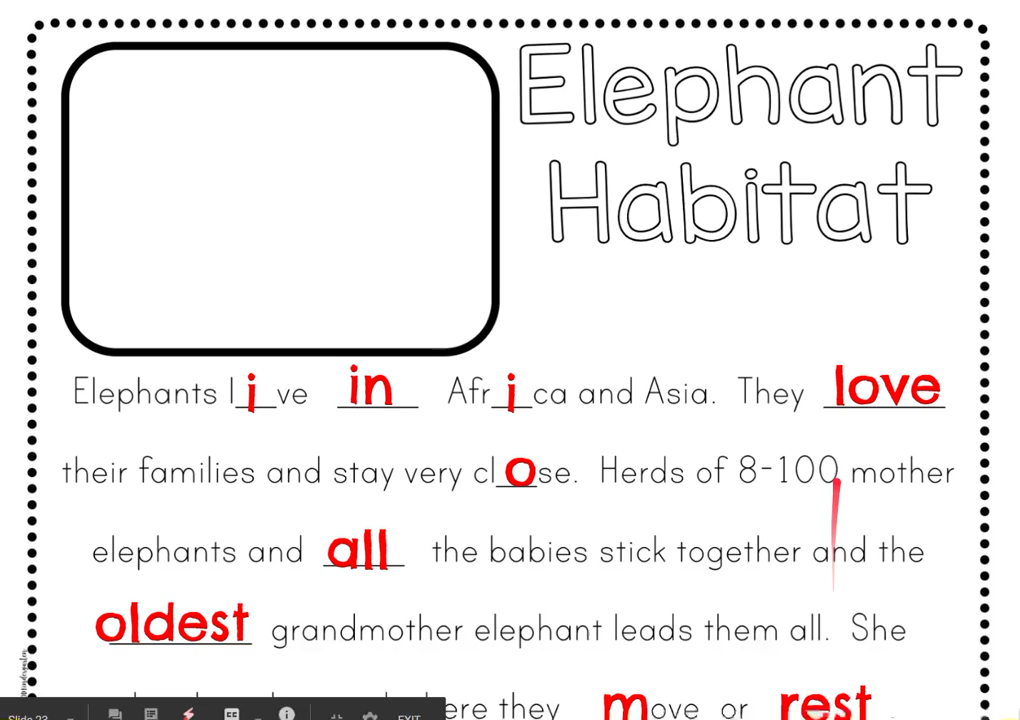 Elephant
Habitat
Elephants live in Africa and Asia. They love
their families and stay very close. Herds of 8-100 mother
elephants and all the babies stick together and the
oldest grandmother elephant leads them all. She
ere they move or rest
Slide 23
EXIT